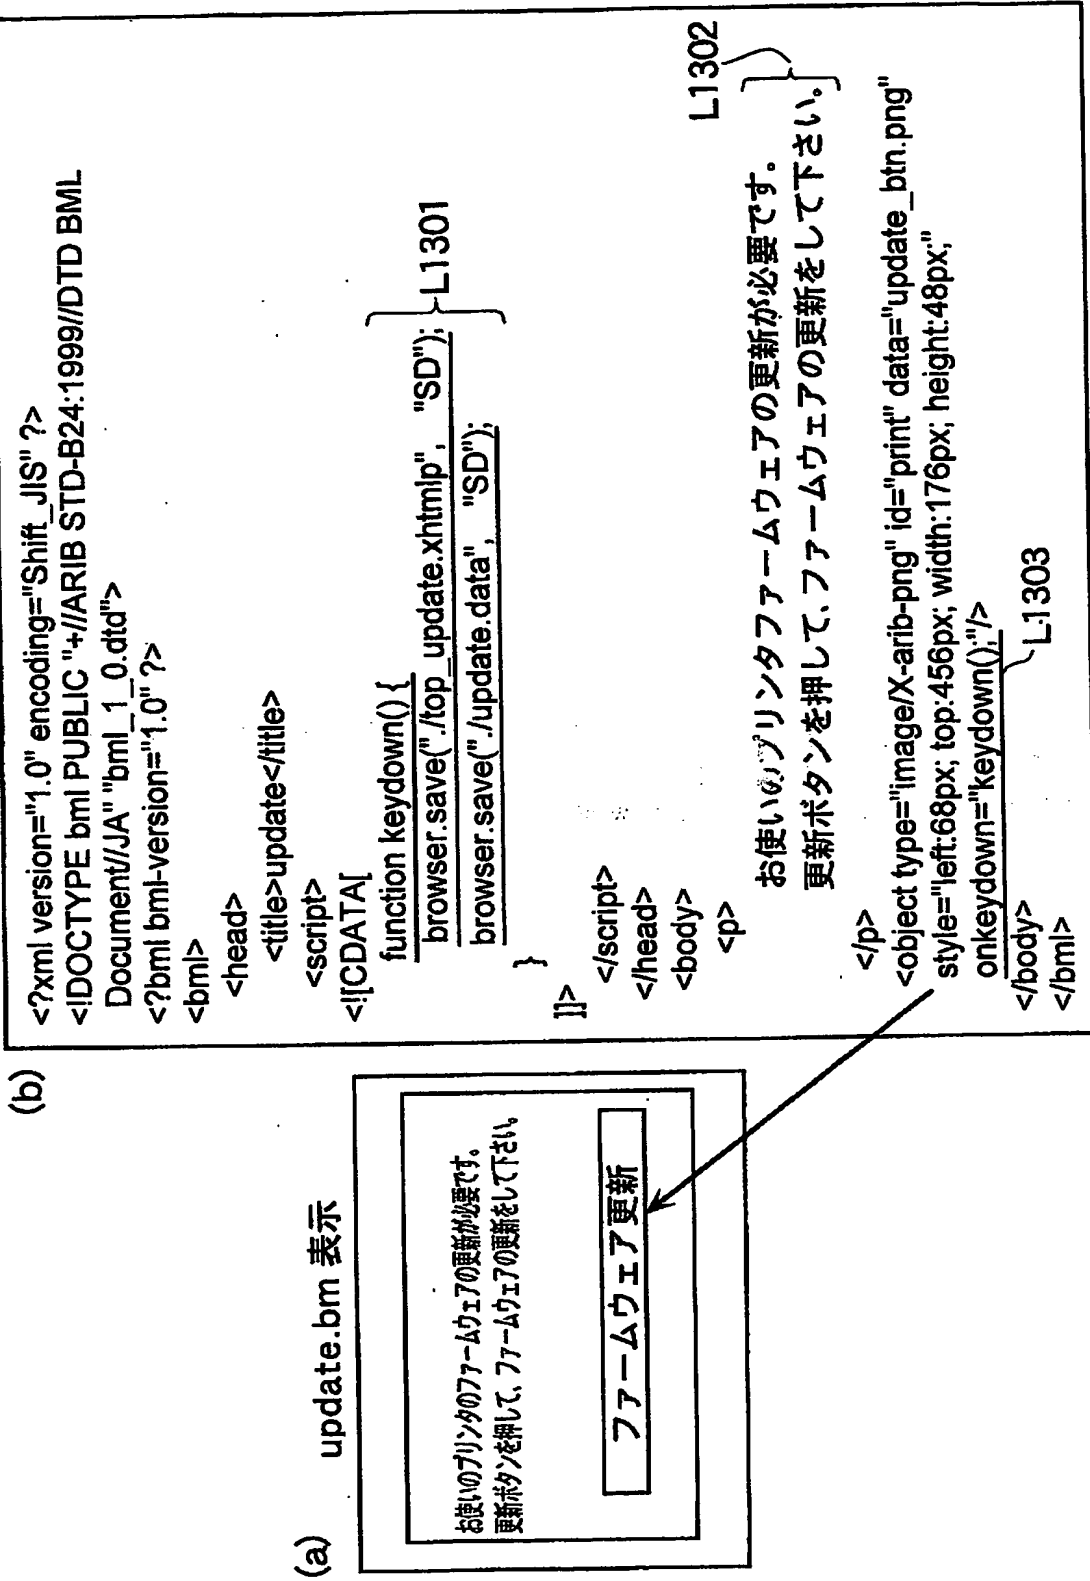 (a)
update.bm 表示
お使いのプリンタのファームウェアの更新が必要です。
更新ボタンを押して、ファームウェアの更新をして下さい。
ファームウェア更新
(b)
<?xml version="1.0" encoding="Shift_JIS" ?>
<!DOCTYPE bml PUBLIC "+//ARIB STD-B24:1999//DTD BML
Document//JA" "bml_1_0.dtd">
<?bml bml-version="1.0" ?>
<bml>
<head>
<title>update</title>
<script>
<![CDATA[
function keydown() {
browser.save("./top_update.xhtmlp", "SD");
browser.save("./update.data", "SD");
}
]]>
L1301
</script>
</head>
<body>
<p>
お使いのプリンタファームウェアの更新が必要です。
更新ボタンを押して、ファームウェアの更新をして下さい。
L1302
</p>
<object type="image/X-arib-png" id="print" data="update_btn.png"
style="left:68px; top:456px; width:176px; height:48px;"
onkeydown="keydown();"/>
L1303
</body>
</bml>